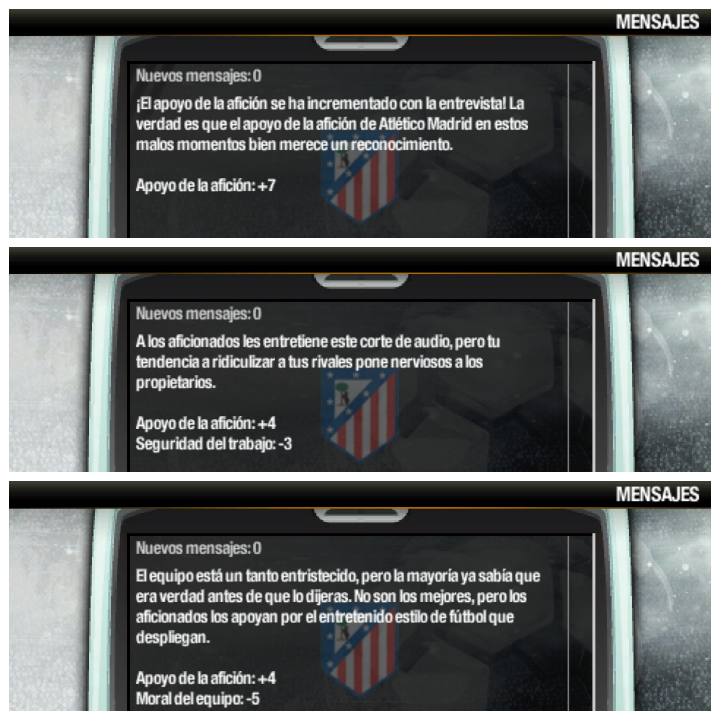 MENSAJES
Nuevos mensajes: 0
¡El apoyo de la afición se ha incrementado con la entrevista! La
verdad es que el apoyo de la afición de Atlético Madrid en estos
malos momentos bien merece un reconocimiento.
Apoyo de la afición: +7
MENSAJES
Nuevos mensajes: 0
A los aficionados les entretiene este corte de audio, pero tu
tendencia a ridiculizar a tus rivales pone nerviosos a los
propietarios.
Apoyo de la afición: +4
Seguridad del trabajo: -3
MENSAJES
Nuevos mensajes: 0
El equipo está un tanto entristecido, pero la mayoría ya sabía que
era verdad antes de que lo dijeras. No son los mejores, pero los
aficionados los apoyan por el entretenido estilo de fútbol que
despliegan.
Apoyo de la afición: +4
Moral del equipo: -5